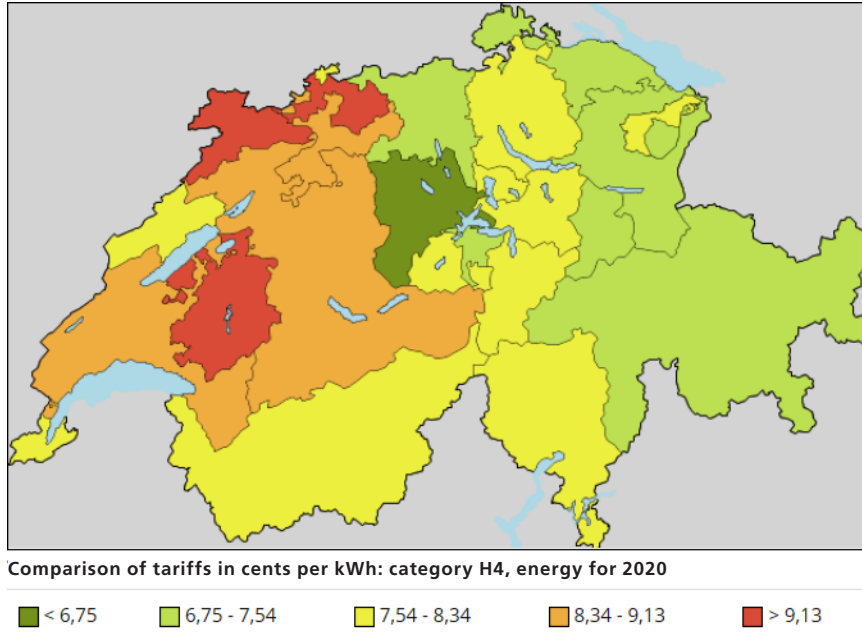 Comparison of tariffs in cents per kWh: category H4, energy for 2020
< 6,75 6,75 - 7,54 7,54 - 8,34 8,34 - 9,13 > 9,13